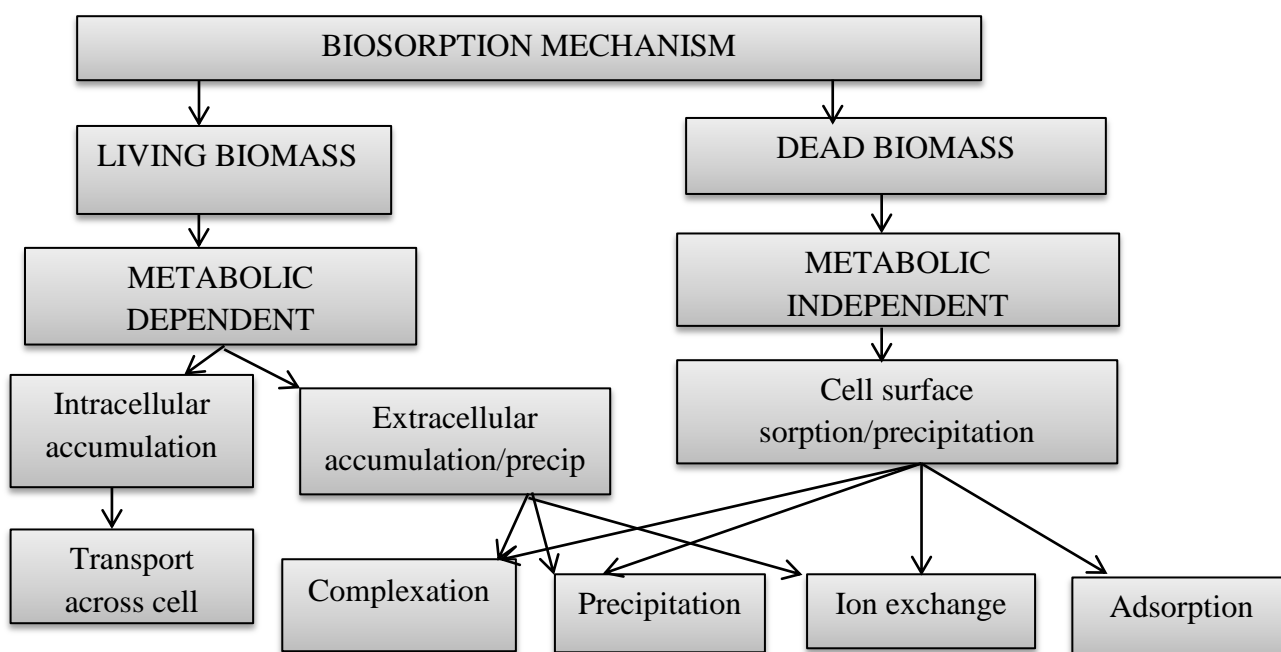 BIOSORPTION MECHANISM
LIVING BIOMASS
DEAD BIOMASS
METABOLIC
DEPENDENT
METABOLIC
INDEPENDENT
Intracellular
accumulation
Extracellular
accumulation/precip
Cell surface
sorption/precipitation
Transport
across cell
Complexation
Precipitation
Ion exchange
Adsorption